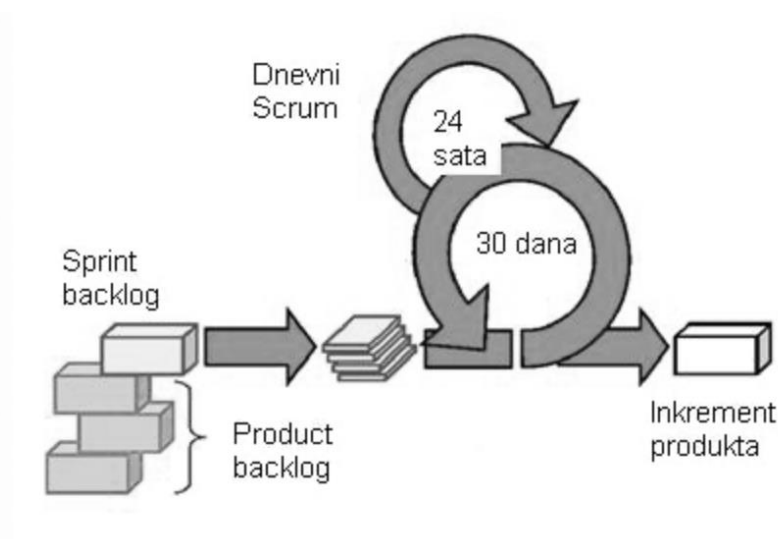 Dnevni
Scrum
24
sata
30 dana
Sprint
backlog
Product
backlog
Inkrement
produkta